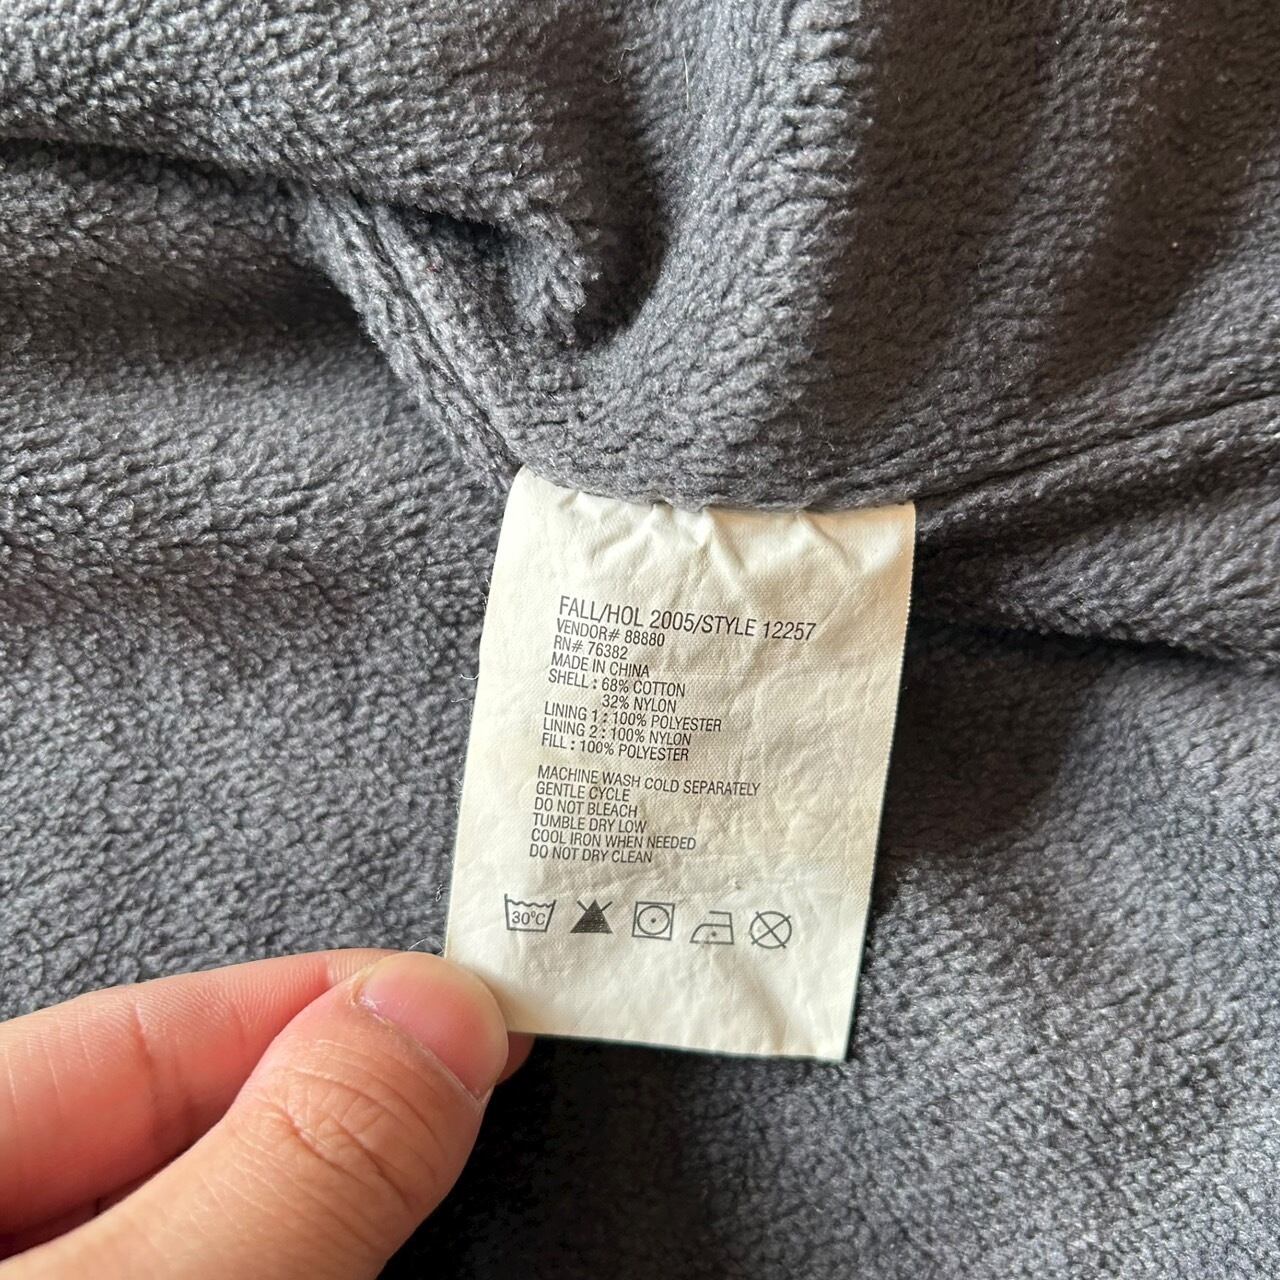 FALL/HOL 2005/STYLE 12257
VENDOR# 88880
RN# 76382
MADE IN CHINA
SHELL : 68% COTTON
32% NYLON
LINING 1 : 100% POLYESTER
LINING 2 : 100% NYLON
FILL : 100% POLYESTER
MACHINE WASH COLD SEPARATELY
GENTLE CYCLE
DO NOT BLEACH
TUMBLE DRY LOW
COOL IRON WHEN NEEDED
DO NOT DRY CLEAN
30°C